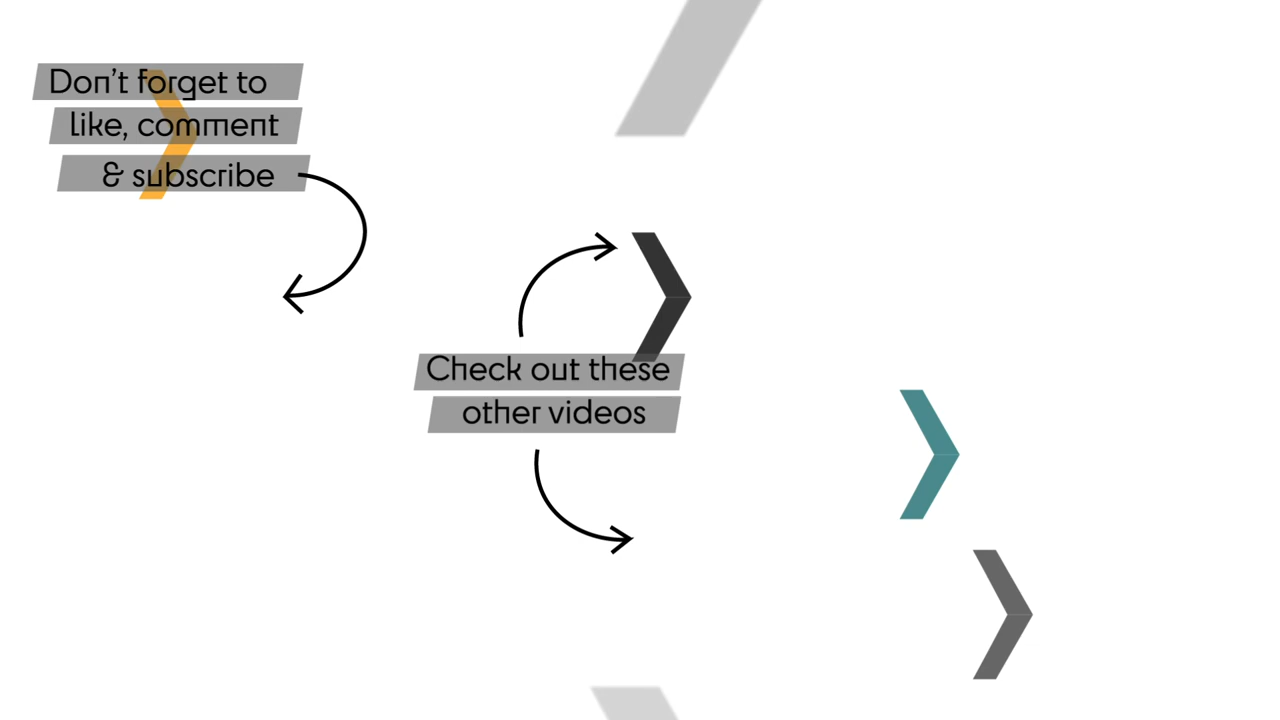 Don't forget to
like, comment
& subscribe
Check out these
other videos